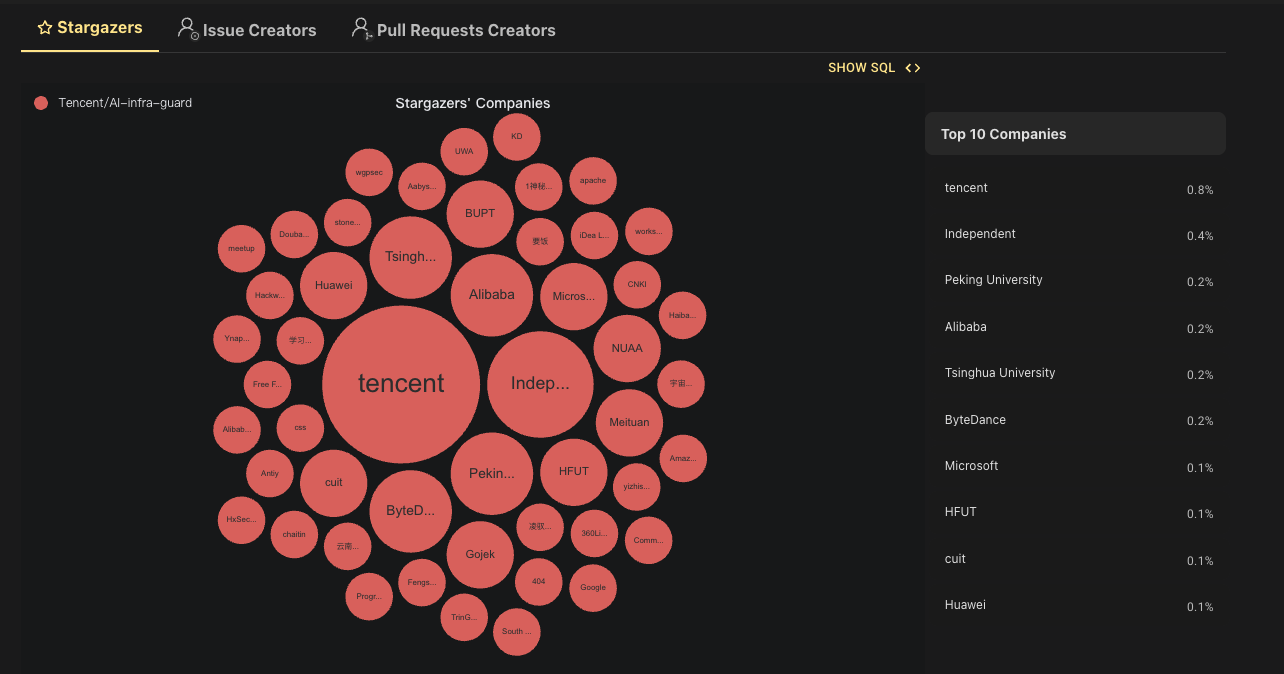 Stargazers
Issue Creators
Pull Requests Creators
SHOW SQL <>
Tencent/AI-infra-guard
Stargazers' Companies
KD
UWA
wgpsec
Aabys...
1神秘...
apache
BUPT
stone...
Douba...
meetup
Tsingh...
要饭
iDea L...
works...
Huawei
Hackw...
Alibaba
Micros...
CNKI
Haiba...
Ynap...
学习...
NUAA
tencent
Indep...
Free F...
宇宙...
Alibab...
css
Meituan
Amaz...
Antiy
cuit
Pekin...
HFUT
yizhis...
HxSec...
chaitin
云南...
ByteD...
Gojek
凌驭...
360Li...
Comm...
Progr...
Fengs...
404
Google
TrinG...
South ...
Top 10 Companies
tencent 0.8%
Independent 0.4%
Peking University 0.2%
Alibaba 0.2%
Tsinghua University 0.2%
ByteDance 0.2%
Microsoft 0.1%
HFUT 0.1%
cuit 0.1%
Huawei 0.1%